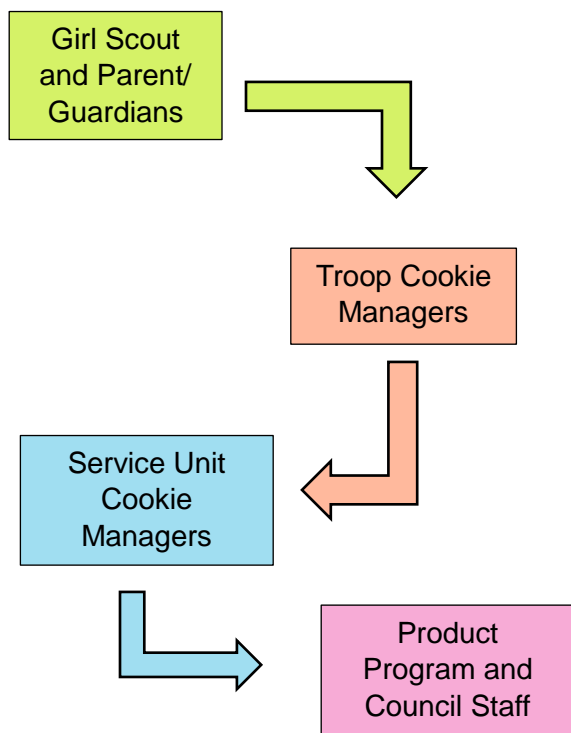 Girl Scout
and Parent/
Guardians
Troop Cookie
Managers
Service Unit
Cookie
Managers
Product
Program and
Council Staff